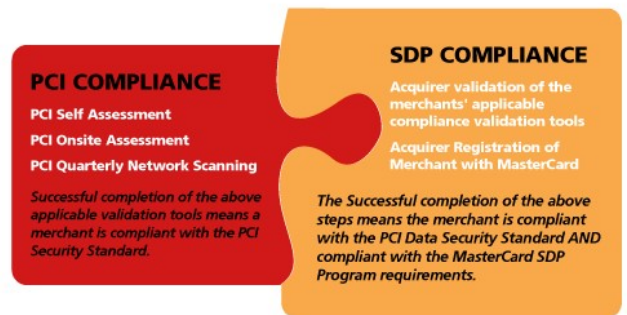 PCI COMPLIANCE
PCI Self Assessment
PCI Onsite Assessment
PCI Quarterly Network Scanning
Successful completion of the above
applicable validation tools means a
merchant is compliant with the PCI
Security Standard.
SDP COMPLIANCE
Acquirer validation of the
merchants' applicable
compliance validation tools
Acquirer Registration of
Merchant with MasterCard
The Successful completion of the above
steps means the merchant is compliant
with the PCI Data Security Standard AND
compliant with the MasterCard SDP
Program requirements.